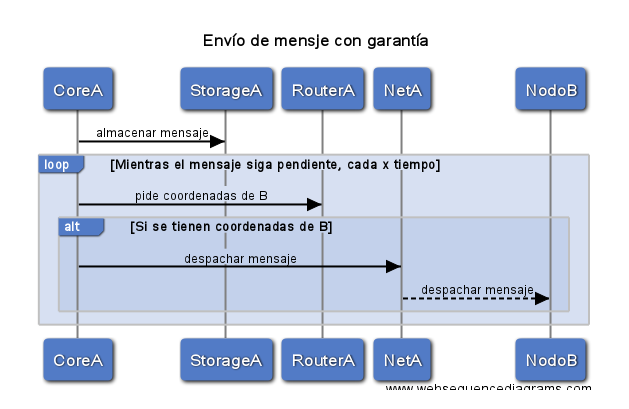 Envío de mensje con garantía
CoreA StorageA RouterA NetA NodoB
almacenar mensaje
loop [Mientras el mensaje siga pendiente, cada x tiempo]
pide coordenadas de B
alt [Si se tienen coordenadas de B]
despachar mensaje
despachar mensaje
CoreA StorageA RouterA NetA NodoB
www.websequencediagrams.com